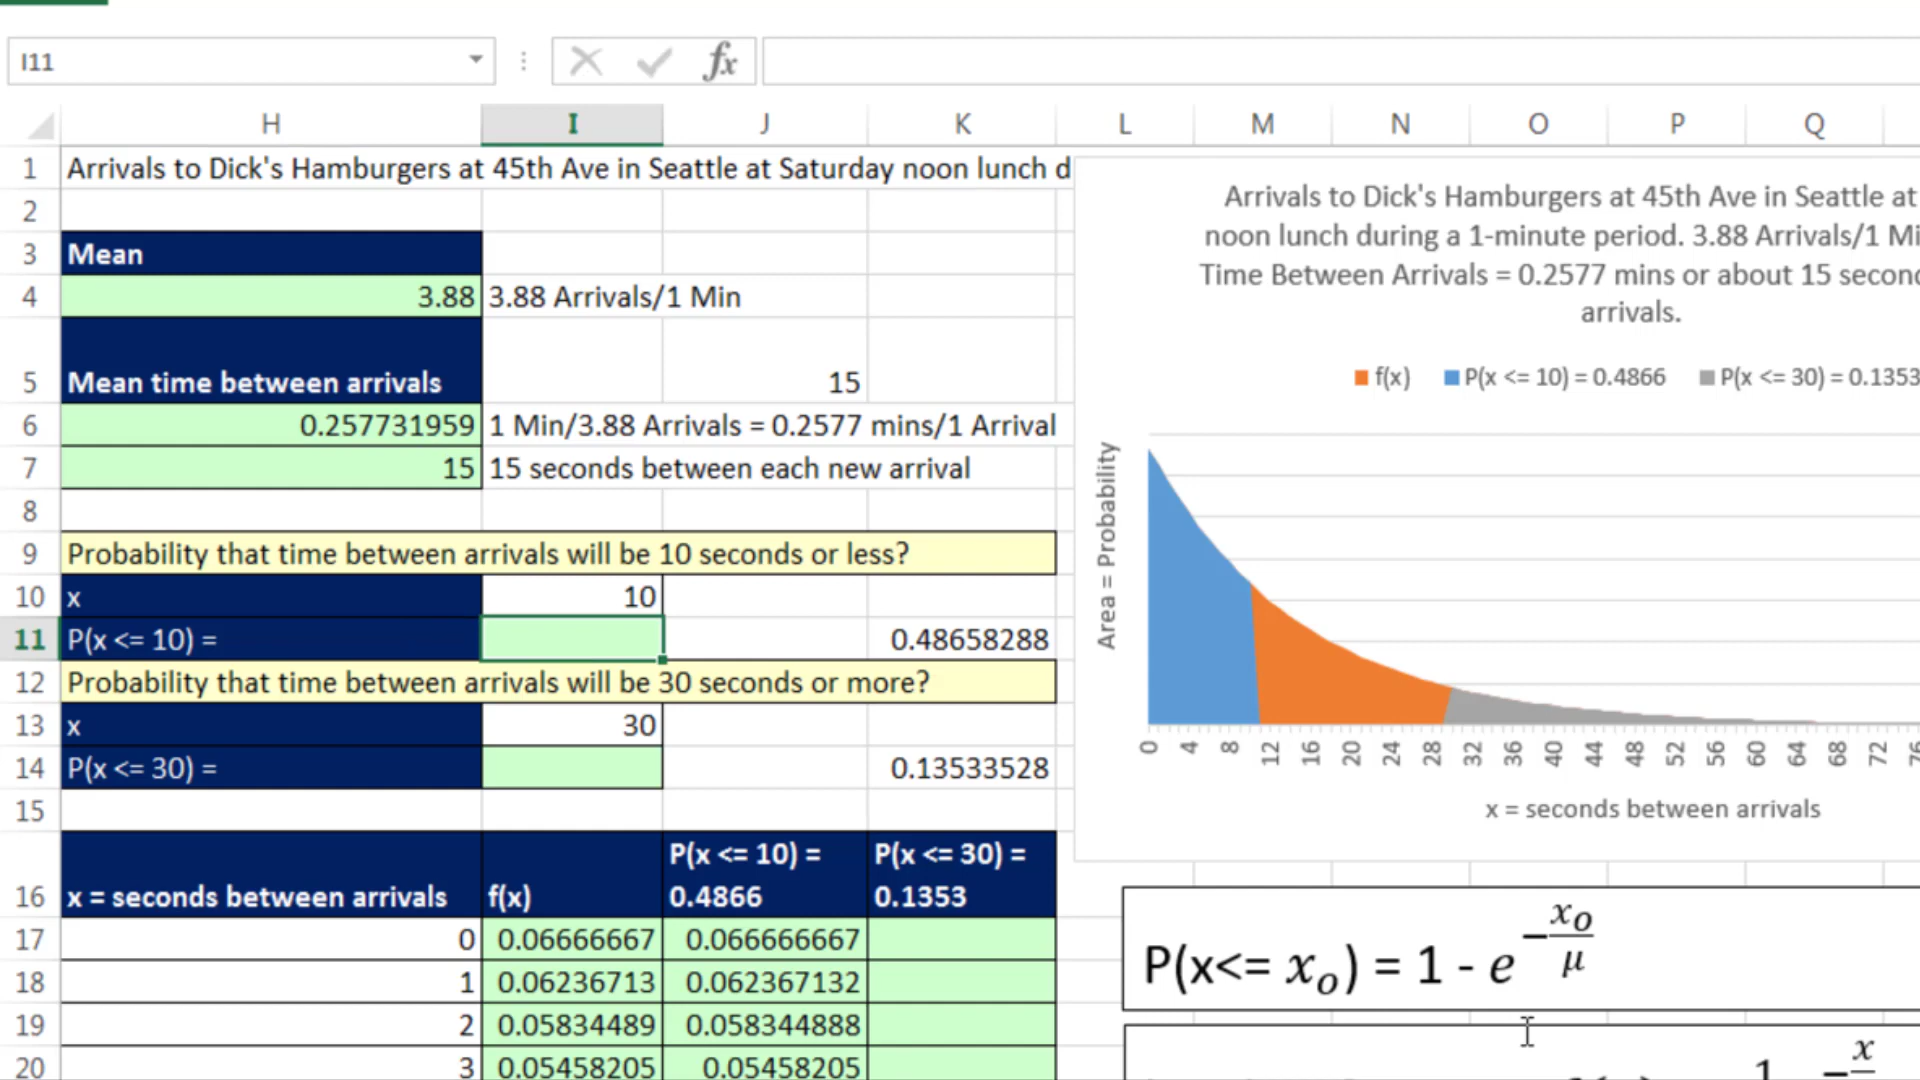 I11
fx
H I J K L M N O P Q
1 Arrivals to Dick's Hamburgers at 45th Ave in Seattle at Saturday noon lunch d
2
3 Mean
4 3.88 3.88 Arrivals/1 Min
5 Mean time between arrivals 15
6 0.257731959 1 Min/3.88 Arrivals = 0.2577 mins/1 Arrival
7 15 15 seconds between each new arrival
8
9 Probability that time between arrivals will be 10 seconds or less?
10 x 10
11 P(x <= 10) = 0.48658288
12 Probability that time between arrivals will be 30 seconds or more?
13 x 30
14 P(x <= 30) = 0.13533528
15
16 x = seconds between arrivals f(x) P(x <= 10) = 0.4866 P(x <= 30) = 0.1353
17 0 0.06666667 0.066666667
18 1 0.06236713 0.062367132
19 2 0.05834489 0.058344888
20 3 0.05458205 0.05458205
Arrivals to Dick's Hamburgers at 45th Ave in Seattle at
noon lunch during a 1-minute period. 3.88 Arrivals/1 Mi
Time Between Arrivals = 0.2577 mins or about 15 second
arrivals.
f(x) P(x <= 10) = 0.4866 P(x <= 30) = 0.1353
Area = Probability
0 4 8 12 16 20 24 28 32 36 40 44 48 52 56 60 64 68 72 76
x = seconds between arrivals
P(x<= xₒ) = 1 - e^(-xₒ/μ)
1 − x